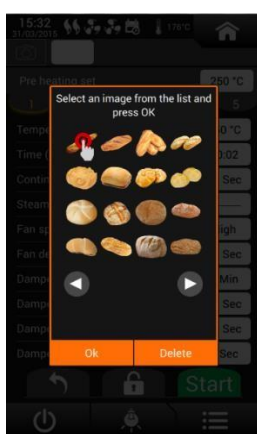 15:32
21/03/2015
176°C
Pre heating set
250 °C
1
5
Select an image from the list and
press OK
Tempe
0 °C
Time (
0:02
Contin
Sec
Steam
Fan sp
igh
Fan de
Sec
Dampe
Min
Dampe
Sec
Dampe
Sec
Dampe
Sec
Ok
Delete
Start